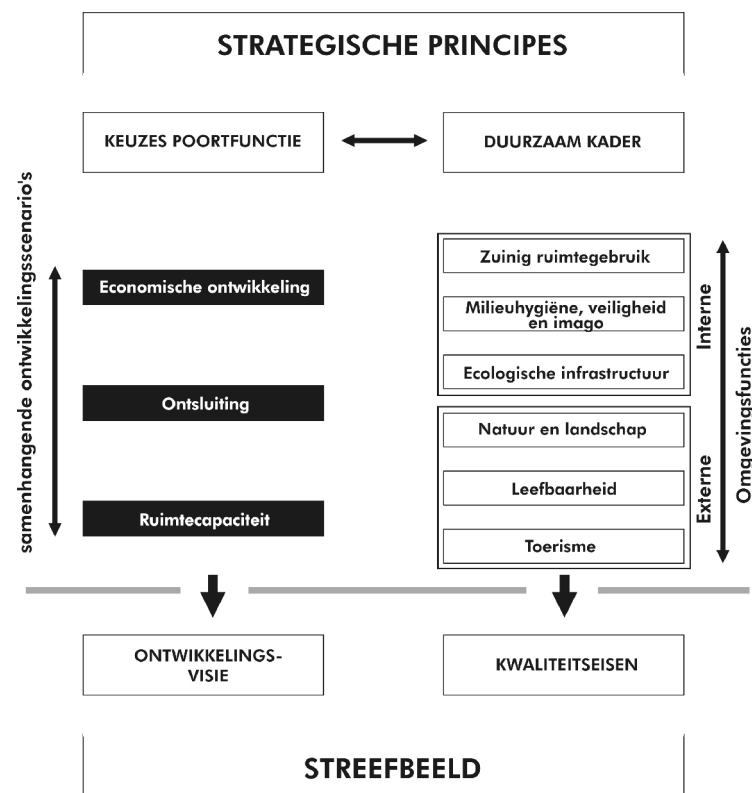 STRATEGISCHE PRINCIPES
KEUZES POORTFUNCTIE
DUURZAAM KADER
samenhangende ontwikkelingsscenario's
Economische ontwikkeling
Ontsluiting
Ruimtecapaciteit
Zuinig ruimtegebruik
Milieuhygiëne, veiligheid
en imago
Ecologische infrastructuur
Natuur en landschap
Leefbaarheid
Toerisme
Interne
Externe
Omgevingsfuncties
ONTWIKKELINGS-
VISIE
KWALITEITSEISEN
STREEFBEELD